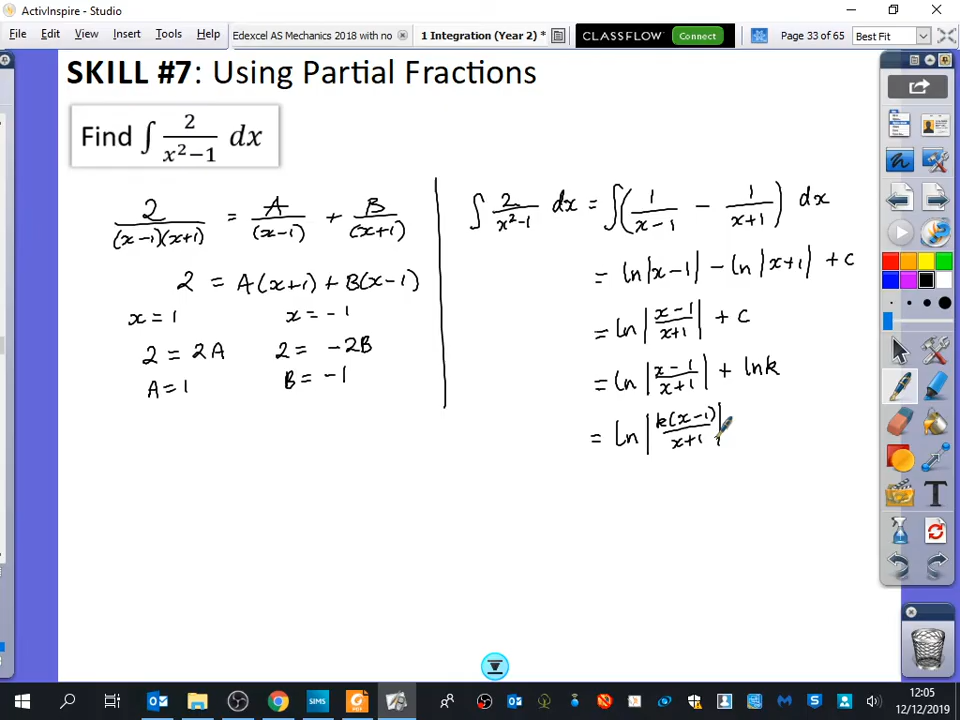 ActivInspire - Studio
File Edit View Insert Tools Help
Edexcel AS Mechanics 2018 with no
1 Integration (Year 2) *
CLASSFLOW Connect
Page 33 of 65
Best Fit
SKILL #7: Using Partial Fractions
Find ∫ 2/(x²−1) dx
2/((x−1)(x+1)) = A/(x−1) + B/(x+1)
2 = A(x+1) + B(x−1)
x = 1 x = −1
2 = 2A 2 = −2B
A = 1 B = −1
∫ 2/(x²−1) dx = ∫(1/(x−1) − 1/(x+1)) dx
= ln|x−1| − ln|x+1| + c
= ln|(x−1)/(x+1)| + c
= ln|(x−1)/(x+1)| + lnk
= ln|k(x−1)/(x+1)|
T
SIMS
PDF
S
12:05
12/12/2019